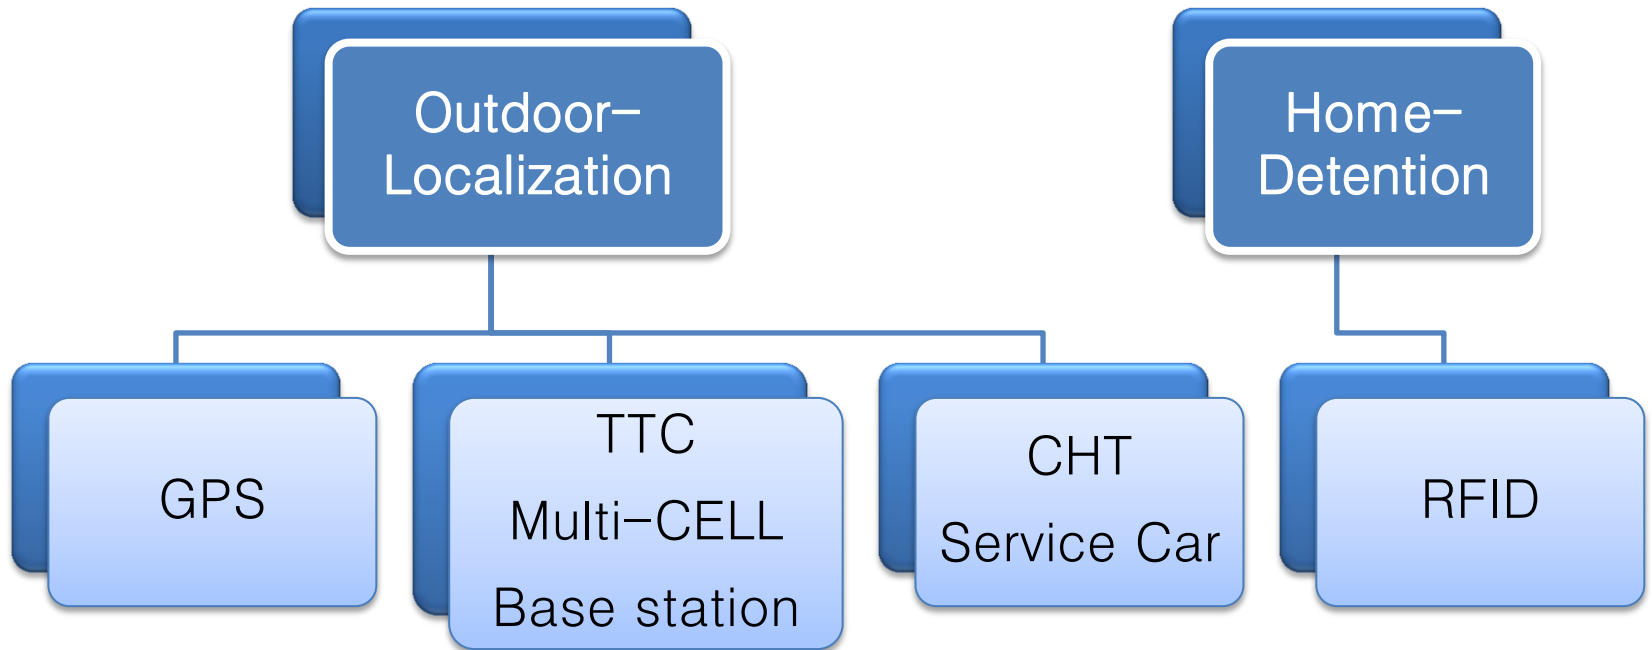 Outdoor-
Localization
Home-
Detention
GPS
TTC
Multi-CELL
Base station
CHT
Service Car
RFID